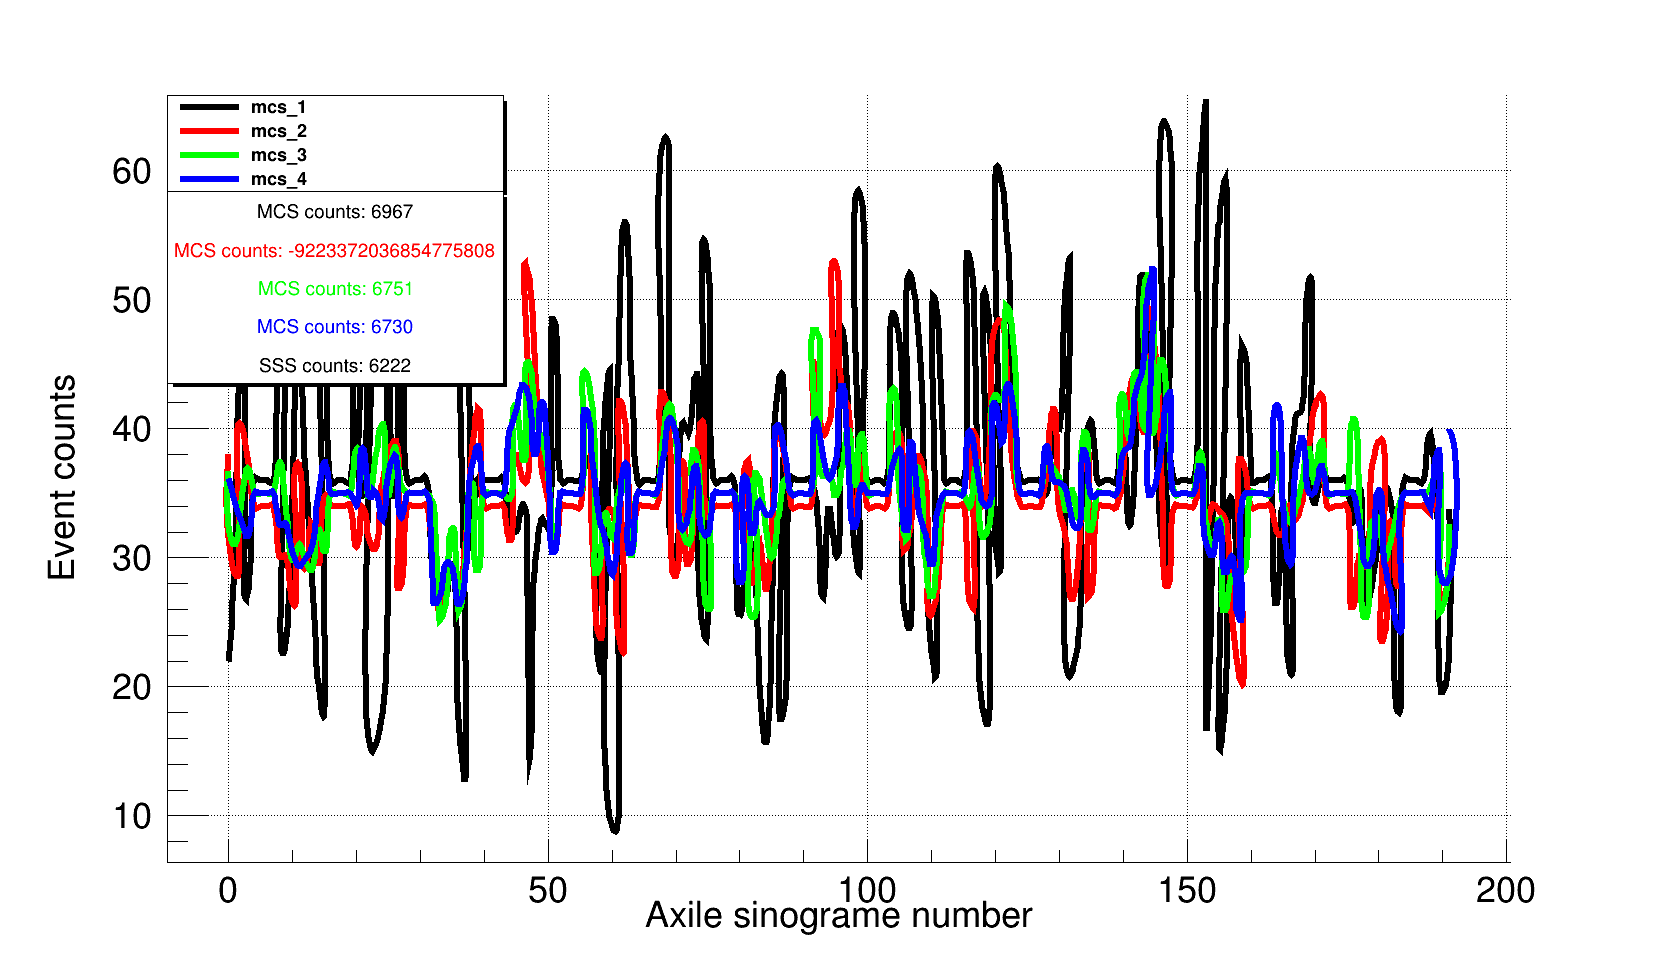 mcs_1
mcs_2
mcs_3
mcs_4
MCS counts: 6967
MCS counts: -9223372036854775808
MCS counts: 6751
MCS counts: 6730
SSS counts: 6222
Event counts
60
50
40
30
20
10
0 50 100 150 200
Axile sinograme number